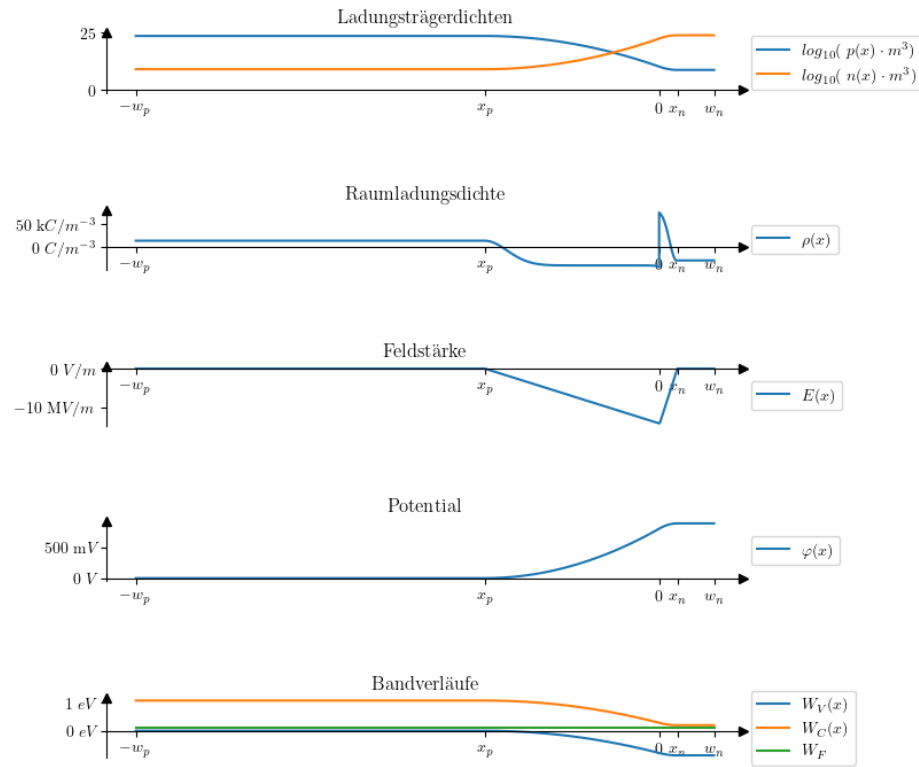 Ladungsträgerdichten
25
0
−w_p
x_p
0
x_n
w_n
log₁₀( p(x) · m³)
log₁₀( n(x) · m³)
Raumladungsdichte
50 kC/m⁻³
0 C/m⁻³
−w_p
x_p
0
x_n
w_n
ρ(x)
Feldstärke
0 V/m
−10 MV/m
−w_p
x_p
0
x_n
w_n
E(x)
Potential
500 mV
0 V
−w_p
x_p
0
x_n
w_n
φ(x)
Bandverläufe
1 eV
0 eV
−w_p
x_p
0
x_n
w_n
W_V(x)
W_C(x)
W_F